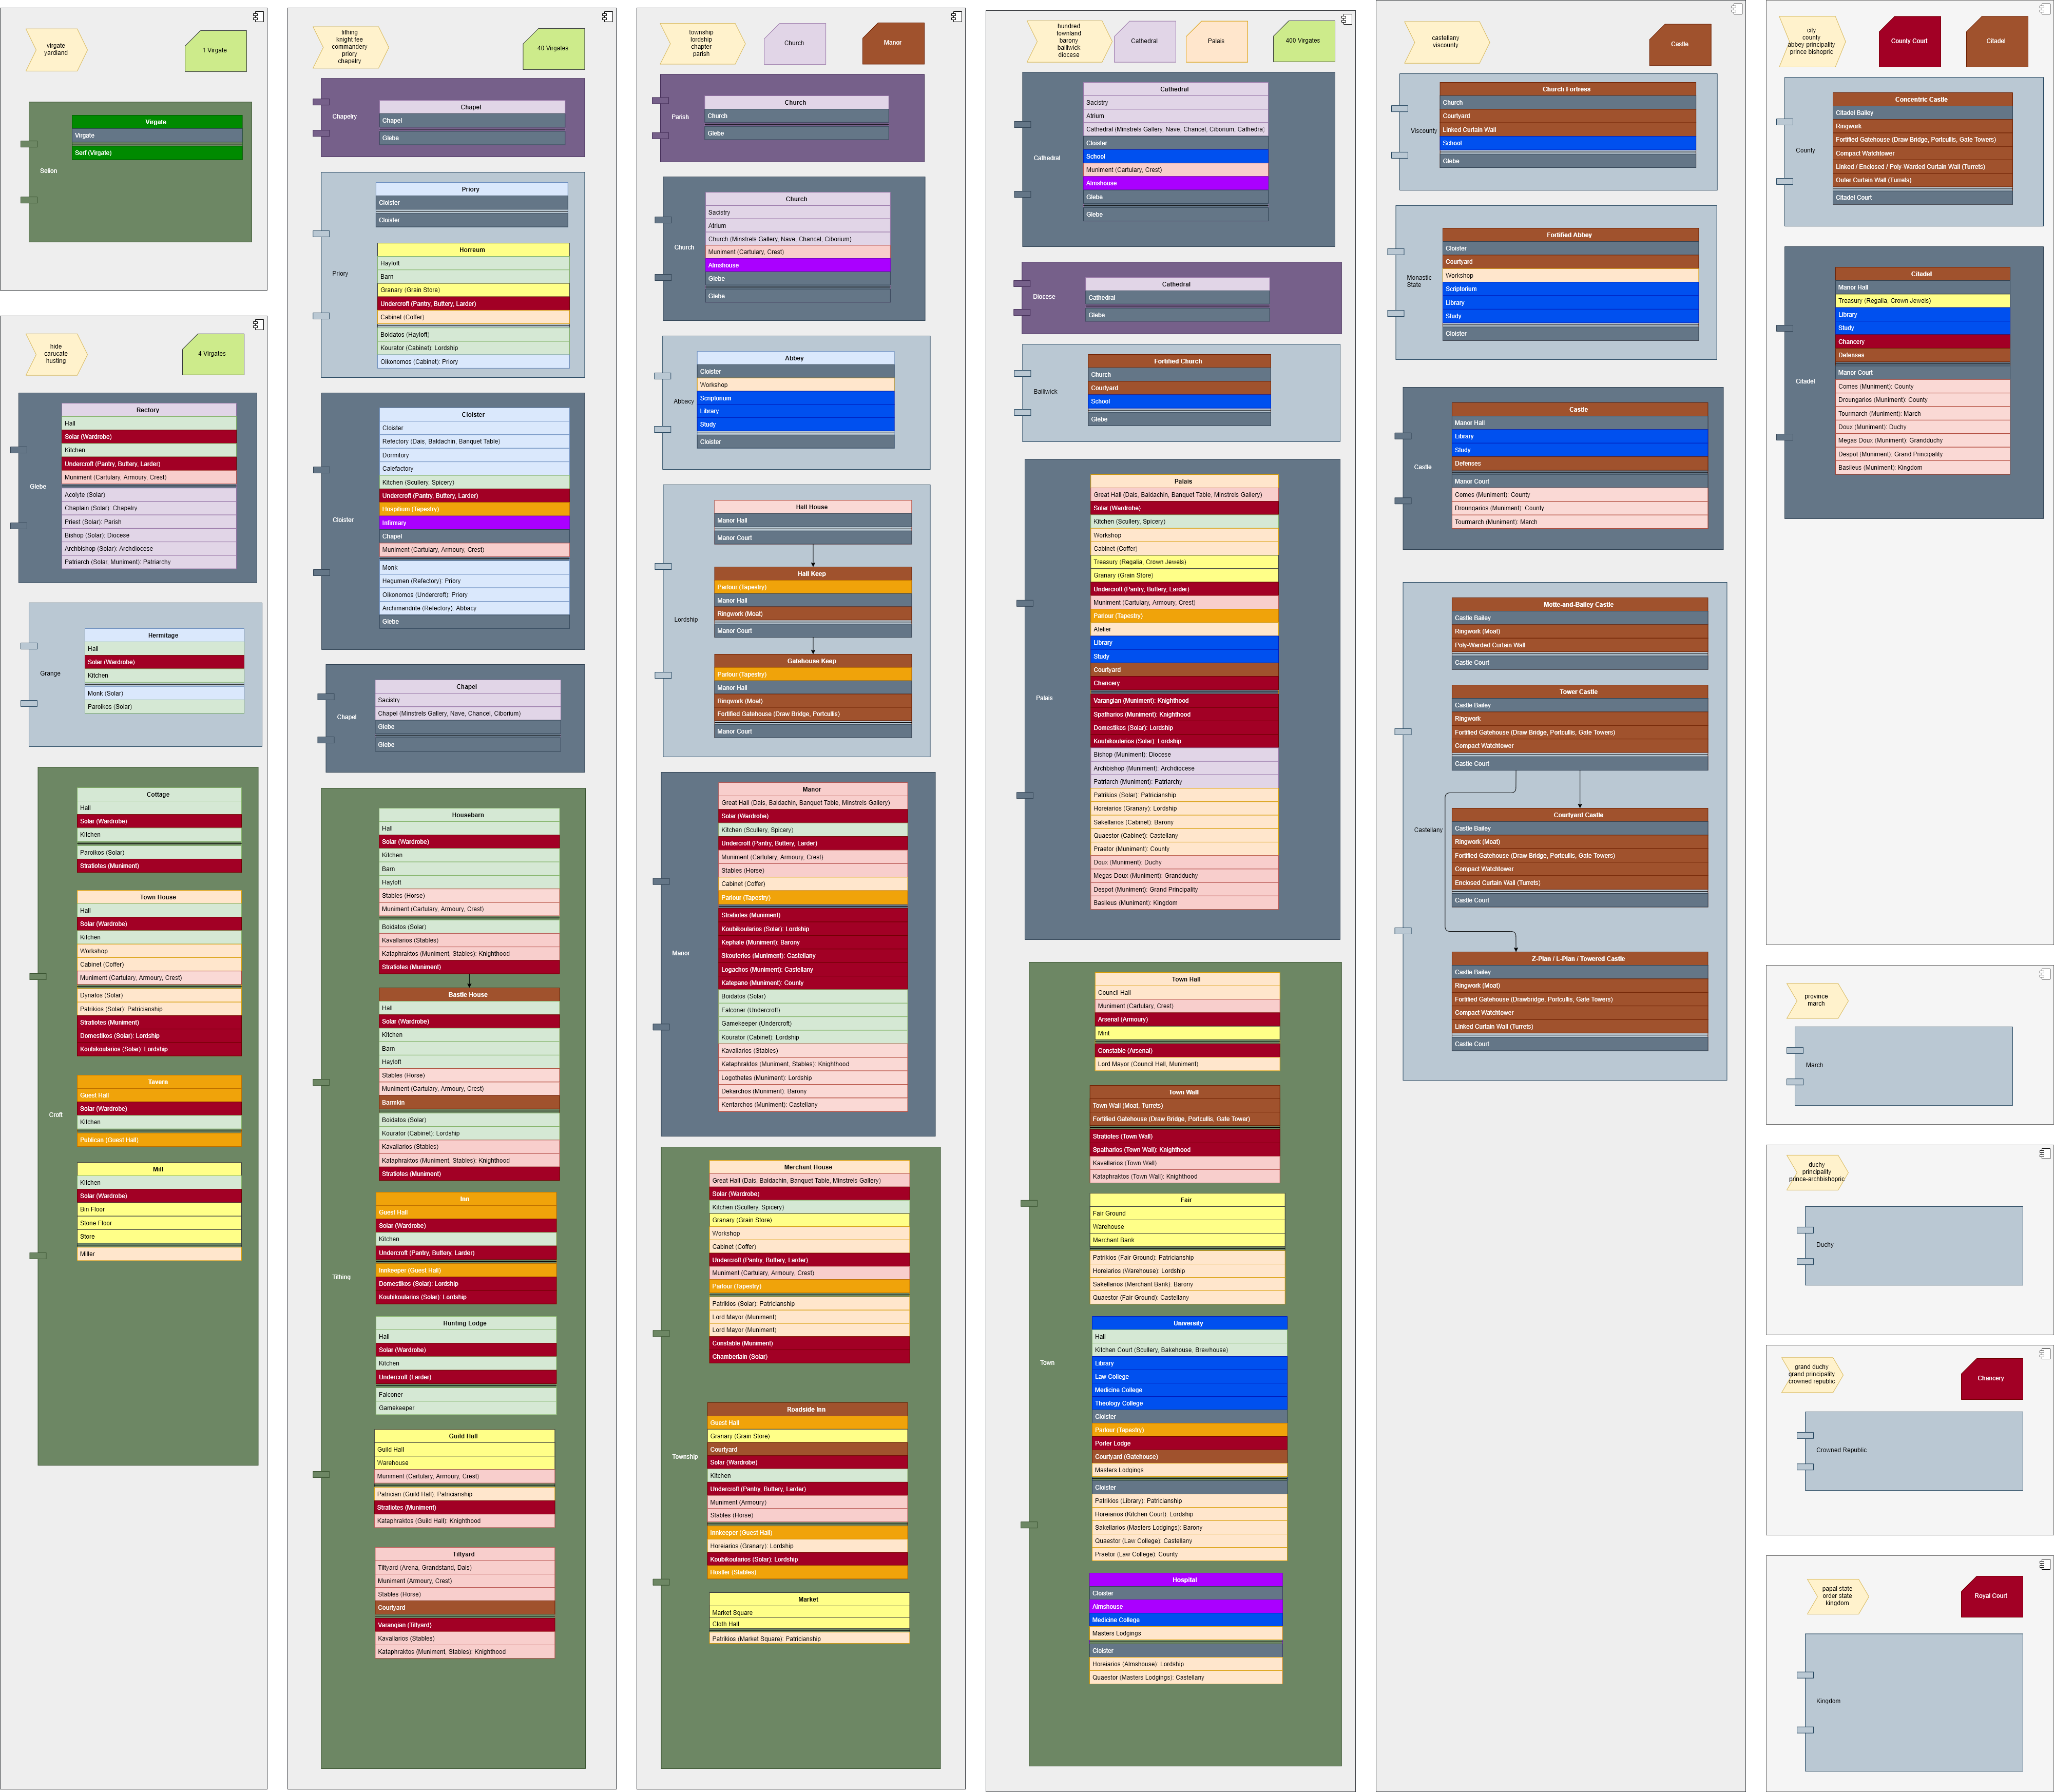 virgate
yardland
1 Virgate
Selion
Virgate
Virgate
Serf (Virgate)
hide
carucate
husting
4 Virgates
Glebe
Rectory
Hall
Solar (Wardrobe)
Kitchen
Undercroft (Pantry, Buttery, Larder)
Muniment (Cartulary, Armoury, Crest)
Acolyte (Solar)
Chaplain (Solar): Chapelry
Priest (Solar): Parish
Bishop (Solar): Diocese
Archbishop (Solar): Archdiocese
Patriarch (Solar, Muniment): Patriarchy
Grange
Hermitage
Hall
Solar (Wardrobe)
Kitchen
Monk (Solar)
Paroikos (Solar)
Croft
Cottage
Hall
Solar (Wardrobe)
Kitchen
Paroikos (Solar)
Stratiotes (Muniment)
Town House
Hall
Solar (Wardrobe)
Kitchen
Workshop
Cabinet (Coffer)
Muniment (Cartulary, Armoury, Crest)
Dynatos (Solar)
Patrikios (Solar): Patricianship
Stratiotes (Muniment)
Domestikos (Solar): Lordship
Koubikoularios (Solar): Lordship
Tavern
Guest Hall
Solar (Wardrobe)
Kitchen
Publican (Guest Hall)
Mill
Kitchen
Solar (Wardrobe)
Bin Floor
Stone Floor
Store
Miller
tithing
knight fee
commandery
priory
chapelry
40 Virgates
Chapelry
Chapel
Chapel
Glebe
Priory
Priory
Cloister
Cloister
Horreum
Hayloft
Barn
Granary (Grain Store)
Undercroft (Pantry, Buttery, Larder)
Cabinet (Coffer)
Boidatos (Hayloft)
Kourator (Cabinet): Lordship
Oikonomos (Cabinet): Priory
Cloister
Cloister
Cloister
Refectory (Dais, Baldachin, Banquet Table)
Dormitory
Calefactory
Kitchen (Scullery, Spicery)
Undercroft (Pantry, Buttery, Larder)
Hospitium (Tapestry)
Infirmary
Chapel
Muniment (Cartulary, Armoury, Crest)
Monk
Hegumen (Refectory): Priory
Oikonomos (Undercroft): Priory
Archimandrite (Refectory): Abbacy
Glebe
Chapel
Chapel
Sacistry
Chapel (Minstrels Gallery, Nave, Chancel, Ciborium)
Glebe
Glebe
Tithing
Housebarn
Hall
Solar (Wardrobe)
Kitchen
Barn
Hayloft
Stables (Horse)
Muniment (Cartulary, Armoury, Crest)
Boidatos (Solar)
Kavallarios (Stables)
Kataphraktos (Muniment, Stables): Knighthood
Stratiotes (Muniment)
Bastle House
Hall
Solar (Wardrobe)
Kitchen
Barn
Hayloft
Stables (Horse)
Muniment (Cartulary, Armoury, Crest)
Barmkin
Boidatos (Solar)
Kourator (Cabinet): Lordship
Kavallarios (Stables)
Kataphraktos (Muniment, Stables): Knighthood
Stratiotes (Muniment)
Inn
Guest Hall
Solar (Wardrobe)
Kitchen
Undercroft (Pantry, Buttery, Larder)
Innkeeper (Guest Hall)
Domestikos (Solar): Lordship
Koubikoularios (Solar): Lordship
Hunting Lodge
Hall
Solar (Wardrobe)
Kitchen
Undercroft (Larder)
Falconer
Gamekeeper
Guild Hall
Guild Hall
Warehouse
Muniment (Cartulary, Armoury, Crest)
Patrician (Guild Hall): Patricianship
Stratiotes (Muniment)
Kataphraktos (Guild Hall): Knighthood
Tiltyard
Tiltyard (Arena, Grandstand, Dais)
Muniment (Armoury, Crest)
Stables (Horse)
Courtyard
Varangian (Tiltyard)
Kavallarios (Stables)
Kataphraktos (Muniment, Stables): Knighthood
township
lordship
chapter
parish
Church
Manor
Parish
Church
Church
Glebe
Church
Church
Sacistry
Atrium
Church (Minstrels Gallery, Nave, Chancel, Ciborium)
Muniment (Cartulary, Crest)
Almshouse
Glebe
Glebe
Abbacy
Abbey
Cloister
Workshop
Scriptorium
Library
Study
Cloister
Lordship
Hall House
Manor Hall
Manor Court
Hall Keep
Parlour (Tapestry)
Manor Hall
Ringwork (Moat)
Manor Court
Gatehouse Keep
Parlour (Tapestry)
Manor Hall
Ringwork (Moat)
Fortified Gatehouse (Draw Bridge, Portcullis)
Manor Court
Manor
Manor
Great Hall (Dais, Baldachin, Banquet Table, Minstrels Gallery)
Solar (Wardrobe)
Kitchen (Scullery, Spicery)
Undercroft (Pantry, Buttery, Larder)
Muniment (Cartulary, Armoury, Crest)
Stables (Horse)
Cabinet (Coffer)
Parlour (Tapestry)
Stratiotes (Muniment)
Koubikoularios (Solar): Lordship
Kephale (Muniment): Barony
Skouterios (Muniment): Castellany
Logachos (Muniment): Castellany
Katepano (Muniment): County
Boidatos (Solar)
Falconer (Undercroft)
Gamekeeper (Undercroft)
Kourator (Cabinet): Lordship
Kavallarios (Stables)
Kataphraktos (Muniment, Stables): Knighthood
Logothetes (Muniment): Lordship
Dekarchos (Muniment): Barony
Kentarchos (Muniment): Castellany
Township
Merchant House
Great Hall (Dais, Baldachin, Banquet Table, Minstrels Gallery)
Solar (Wardrobe)
Kitchen (Scullery, Spicery)
Granary (Grain Store)
Workshop
Cabinet (Coffer)
Undercroft (Pantry, Buttery, Larder)
Muniment (Cartulary, Armoury, Crest)
Parlour (Tapestry)
Patrikios (Solar): Patricianship
Lord Mayor (Muniment)
Lord Mayor (Muniment)
Constable (Muniment)
Chamberlain (Solar)
Roadside Inn
Guest Hall
Granary (Grain Store)
Courtyard
Solar (Wardrobe)
Kitchen
Undercroft (Pantry, Buttery, Larder)
Muniment (Armoury)
Stables (Horse)
Innkeeper (Guest Hall)
Horeiarios (Granary): Lordship
Koubikoularios (Solar): Lordship
Hostler (Stables)
Market
Market Square
Cloth Hall
Patrikios (Market Square): Patricianship
hundred
townland
barony
bailiwick
diocese
Cathedral
Palais
400 Virgates
Cathedral
Cathedral
Sacistry
Atrium
Cathedral (Minstrels Gallery, Nave, Chancel, Ciborium, Cathedra)
Cloister
School
Muniment (Cartulary, Crest)
Almshouse
Glebe
Glebe
Diocese
Cathedral
Cathedral
Glebe
Bailiwick
Fortified Church
Church
Courtyard
School
Glebe
Palais
Palais
Great Hall (Dais, Baldachin, Banquet Table, Minstrels Gallery)
Solar (Wardrobe)
Kitchen (Scullery, Spicery)
Workshop
Cabinet (Coffer)
Treasury (Regalia, Crown Jewels)
Granary (Grain Store)
Undercroft (Pantry, Buttery, Larder)
Muniment (Cartulary, Armoury, Crest)
Parlour (Tapestry)
Atelier
Library
Study
Courtyard
Chancery
Varangian (Muniment): Knighthood
Spatharios (Muniment): Knighthood
Domestikos (Solar): Lordship
Koubikoularios (Solar): Lordship
Bishop (Muniment): Diocese
Archbishop (Muniment): Archdiocese
Patriarch (Muniment): Patriarchy
Patrikios (Solar): Patricianship
Horeiarios (Granary): Lordship
Sakellarios (Cabinet): Barony
Quaestor (Cabinet): Castellany
Praetor (Muniment): County
Doux (Muniment): Duchy
Megas Doux (Muniment): Grandduchy
Despot (Muniment): Grand Principality
Basileus (Muniment): Kingdom
Town
Town Hall
Council Hall
Muniment (Cartulary, Crest)
Arsenal (Armoury)
Mint
Constable (Arsenal)
Lord Mayor (Council Hall, Muniment)
Town Wall
Town Wall (Moat, Turrets)
Fortified Gatehouse (Draw Bridge, Portcullis, Gate Tower)
Stratiotes (Town Wall)
Spatharios (Town Wall): Knighthood
Kavallarios (Town Wall)
Kataphraktos (Town Wall): Knighthood
Fair
Fair Ground
Warehouse
Merchant Bank
Patrikios (Fair Ground): Patricianship
Horeiarios (Warehouse): Lordship
Sakellarios (Merchant Bank): Barony
Quaestor (Fair Ground): Castellany
University
Hall
Kitchen Court (Scullery, Bakehouse, Brewhouse)
Library
Law College
Medicine College
Theology College
Cloister
Parlour (Tapestry)
Porter Lodge
Courtyard (Gatehouse)
Masters Lodgings
Cloister
Patrikios (Library): Patricianship
Horeiarios (Kitchen Court): Lordship
Sakellarios (Masters Lodgings): Barony
Quaestor (Law College): Castellany
Praetor (Law College): County
Hospital
Cloister
Almshouse
Medicine College
Masters Lodgings
Cloister
Horeiarios (Almshouse): Lordship
Quaestor (Masters Lodgings): Castellany
castellany
viscounty
Castle
Viscounty
Church Fortress
Church
Courtyard
Linked Curtain Wall
School
Glebe
Monastic
State
Fortified Abbey
Cloister
Courtyard
Workshop
Scriptorium
Library
Study
Cloister
Castle
Castle
Manor Hall
Library
Study
Defenses
Manor Court
Comes (Muniment): County
Droungarios (Muniment): County
Tourmarch (Muniment): March
Castellany
Motte-and-Bailey Castle
Castle Bailey
Ringwork (Moat)
Poly-Warded Curtain Wall
Castle Court
Tower Castle
Castle Bailey
Ringwork
Fortified Gatehouse (Draw Bridge, Portcullis, Gate Towers)
Compact Watchtower
Castle Court
Courtyard Castle
Castle Bailey
Ringwork (Moat)
Fortified Gatehouse (Draw Bridge, Portcullis, Gate Towers)
Compact Watchtower
Enclosed Curtain Wall (Turrets)
Castle Court
Z-Plan / L-Plan / Towered Castle
Castle Bailey
Ringwork (Moat)
Fortified Gatehouse (Drawbridge, Portcullis, Gate Towers)
Compact Watchtower
Linked Curtain Wall (Turrets)
Castle Court
city
county
abbey principality
prince bishopric
County Court
Citadel
County
Concentric Castle
Citadel Bailey
Ringwork
Fortified Gatehouse (Draw Bridge, Portcullis, Gate Towers)
Compact Watchtower
Linked / Enclosed / Poly-Warded Curtain Wall (Turrets)
Outer Curtain Wall (Turrets)
Citadel Court
Citadel
Citadel
Manor Hall
Treasury (Regalia, Crown Jewels)
Library
Study
Chancery
Defenses
Manor Court
Comes (Muniment): County
Droungarios (Muniment): County
Tourmarch (Muniment): March
Doux (Muniment): Duchy
Megas Doux (Muniment): Grandduchy
Despot (Muniment): Grand Principality
Basileus (Muniment): Kingdom
province
march
March
duchy
principality
prince-archbishopric
Duchy
grand duchy
grand principality
crowned republic
Chancery
Crowned Republic
papal state
order state
kingdom
Royal Court
Kingdom